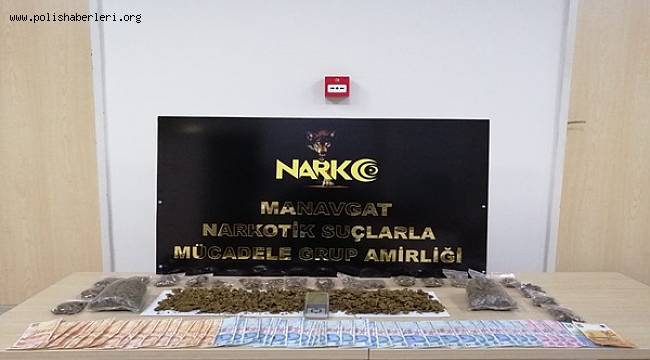 www.polishaberleri.org
NARKO
MANAVGAT
NARKOTİK SUÇLARLA
MÜCADELE GRUP AMİRLİĞİ